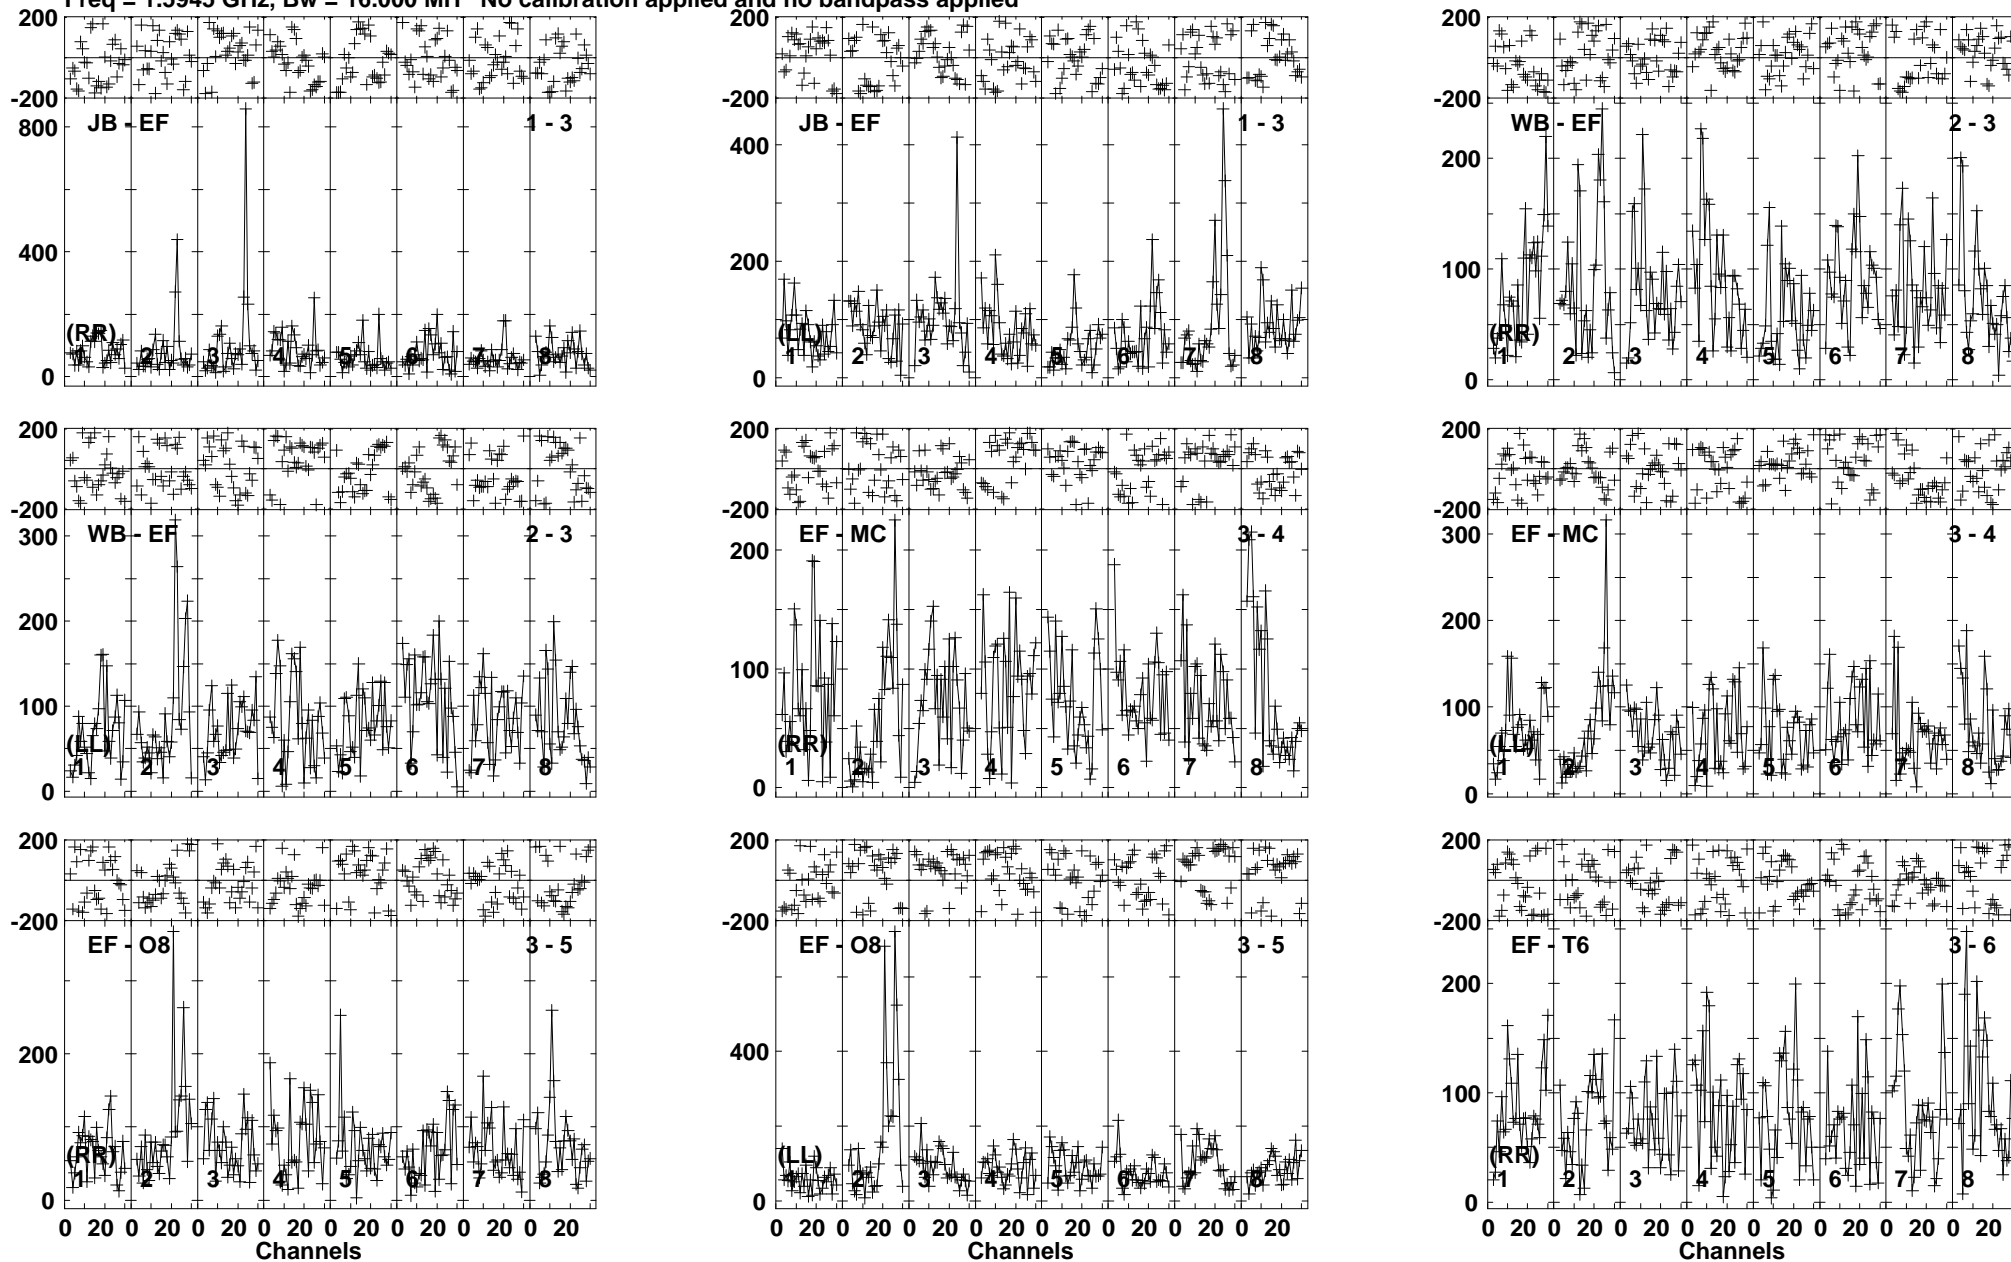 Freq = 1.5945 GHz, Bw = 16.000 MH No calibration applied and no bandpass applied
200 200 200
-200 -200 -200
JB - EF 1 - 3 JB - EF 1 - 3 WB - EF 2 - 3
800 400 200
400 200 100
(RR) (LL) (RR)
1 2 3 4 5 6 7 8 1 2 3 4 5 6 7 8 1 2 3 4 5 6 7 8
0 0 0
200 200 200
-200 -200 -200
WB - EF 2 - 3 EF - MC 3 - 4 EF - MC 3 - 4
300 200 300
200 100 200
100 100
(LL) (RR) (LL)
1 2 3 4 5 6 7 8 1 2 3 4 5 6 7 8 1 2 3 4 5 6 7 8
0 0 0
200 200 200
-200 -200 -200
EF - O8 3 - 5 EF - O8 3 - 5 EF - T6 3 - 6
200 400 200
100
(RR) (LL) (RR)
1 2 3 4 5 6 7 8 1 2 3 4 5 6 7 8 1 2 3 4 5 6 7 8
0 0 0
0 20 0 20 0 20 0 20 0 20 0 20 0 20 0 20 0 20 0 20 0 20 0 20 0 20 0 20 0 20 0 20 0 20 0 20 0 20 0 20 0 20 0 20 0 20 0 20
Channels Channels Channels